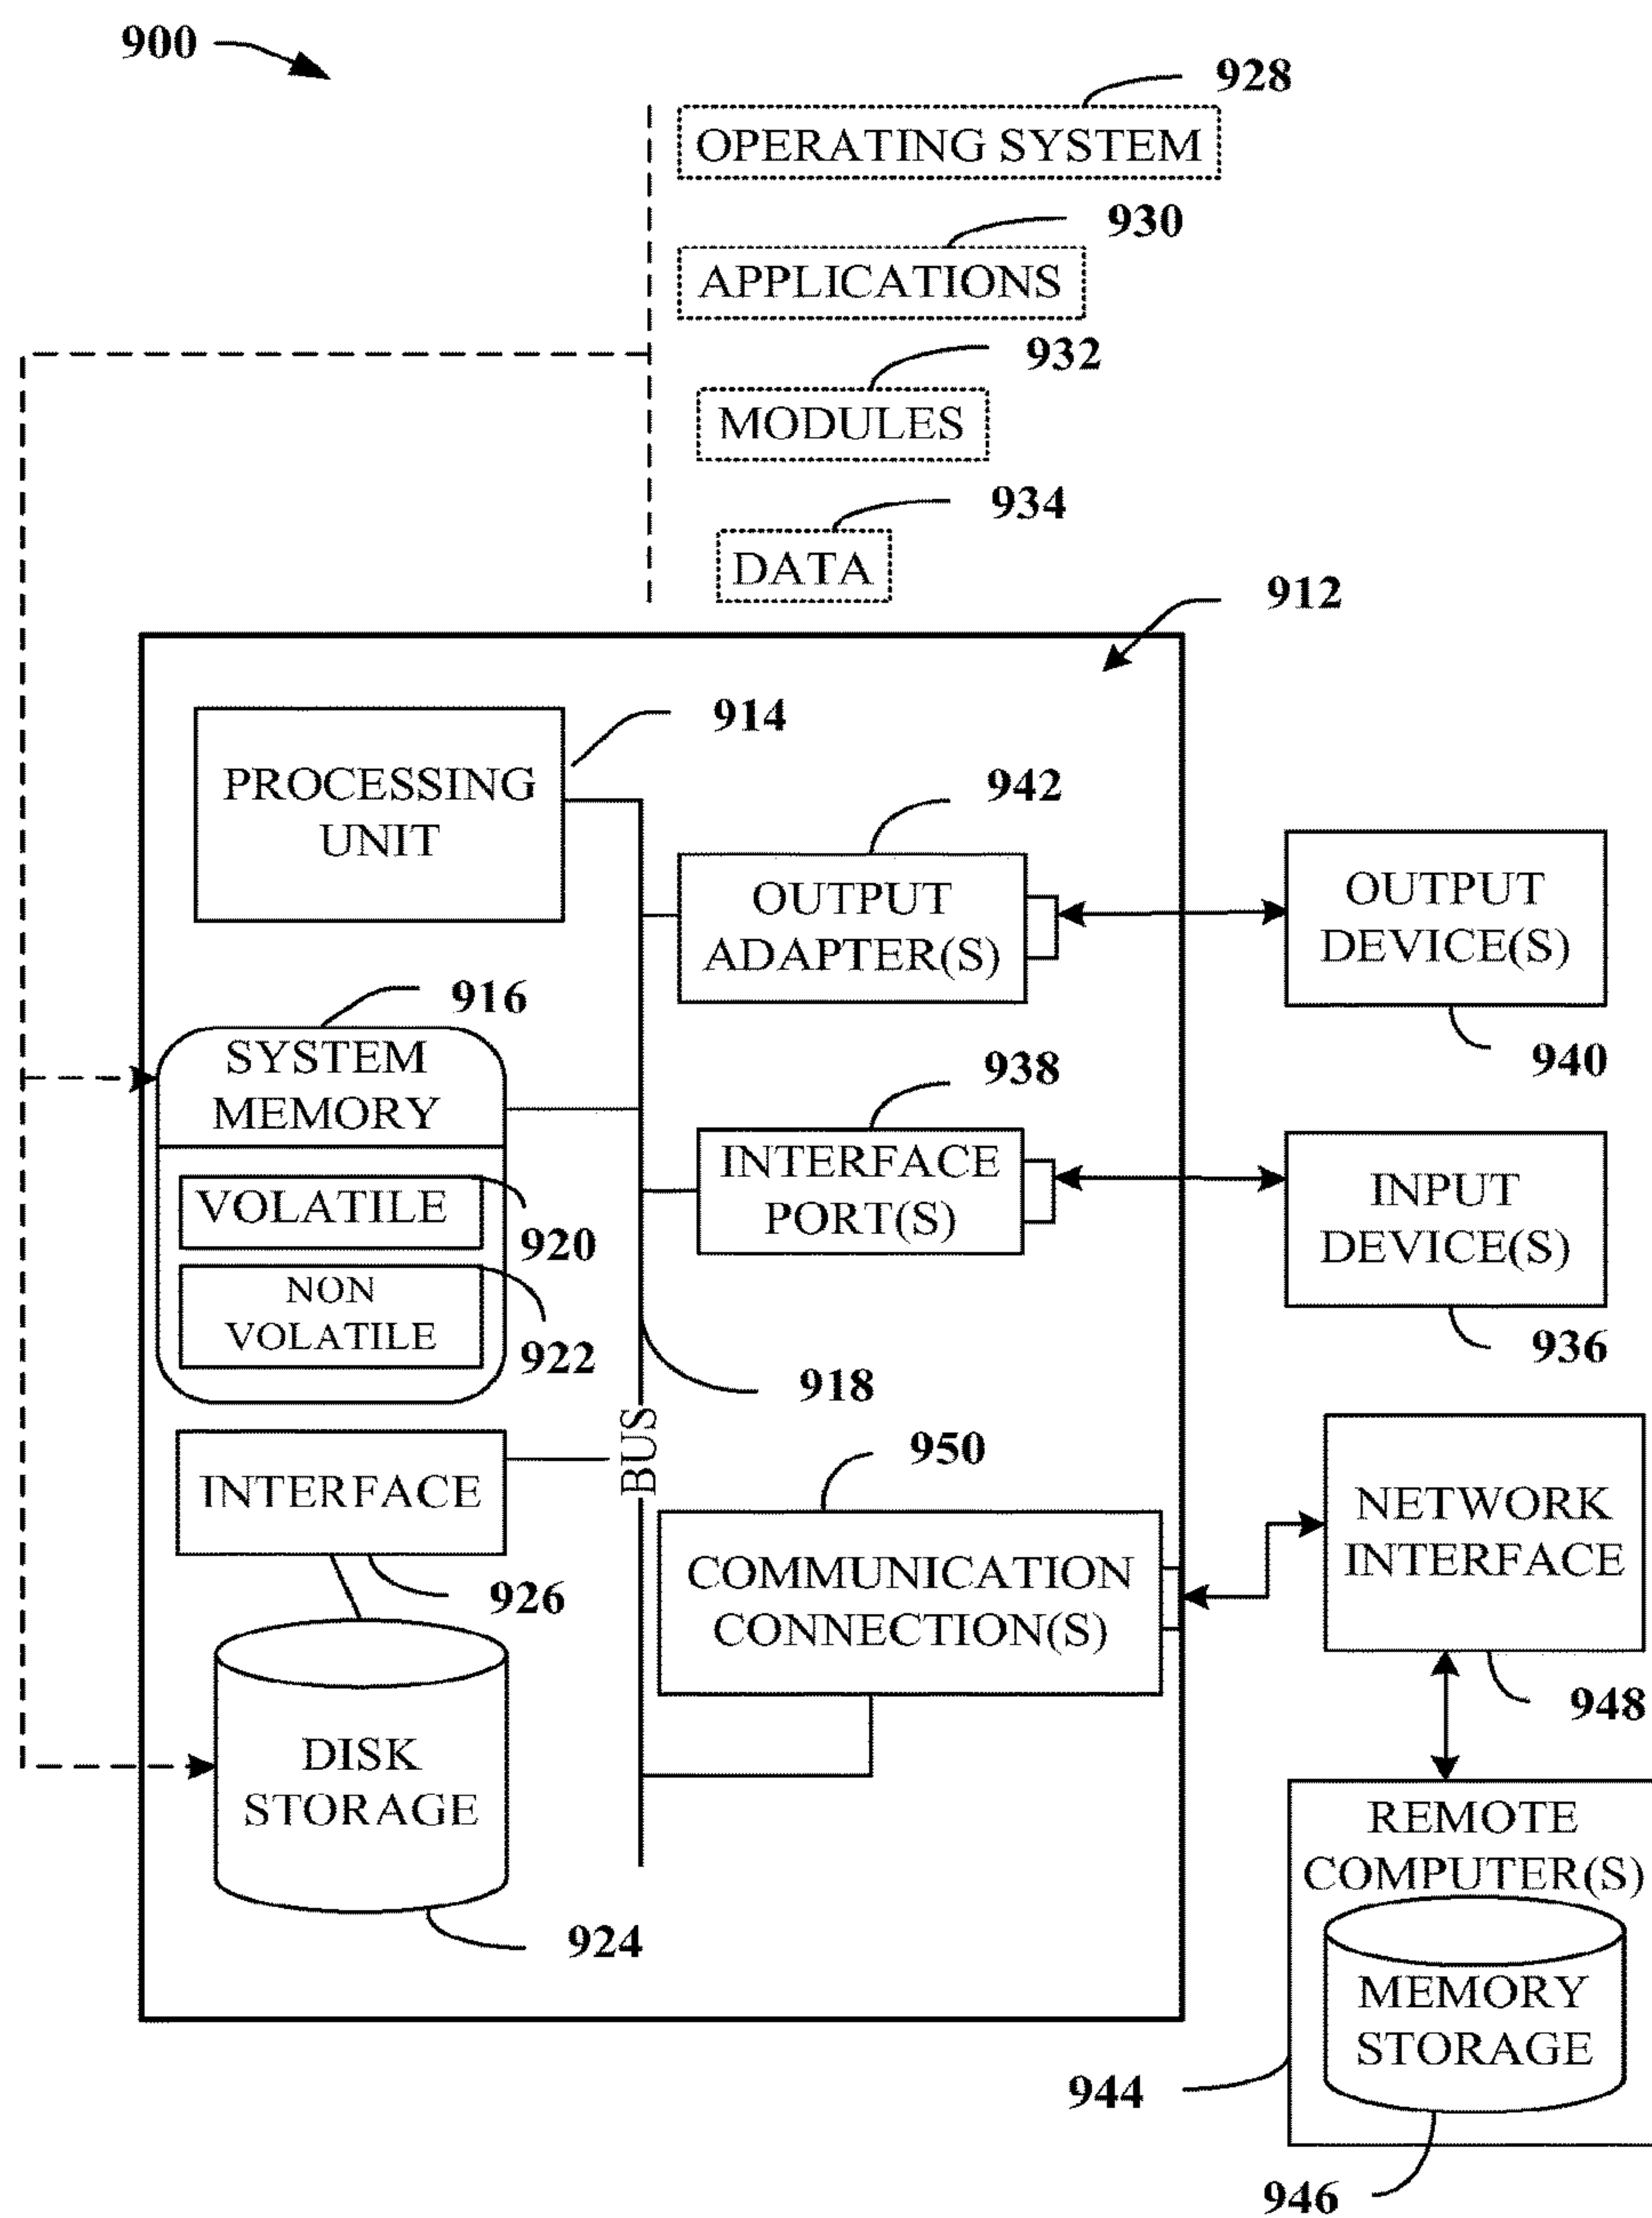 900
928
OPERATING SYSTEM
930
APPLICATIONS
932
MODULES
934
DATA
912
914
PROCESSING
UNIT
942
OUTPUT
ADAPTER(S)
OUTPUT
DEVICE(S)
940
916
SYSTEM
MEMORY
938
INTERFACE
PORT(S)
INPUT
DEVICE(S)
936
VOLATILE
920
NON
VOLATILE
922
918
BUS
INTERFACE
926
950
COMMUNICATION
CONNECTION(S)
NETWORK
INTERFACE
948
DISK
STORAGE
924
REMOTE
COMPUTER(S)
MEMORY
STORAGE
944
946